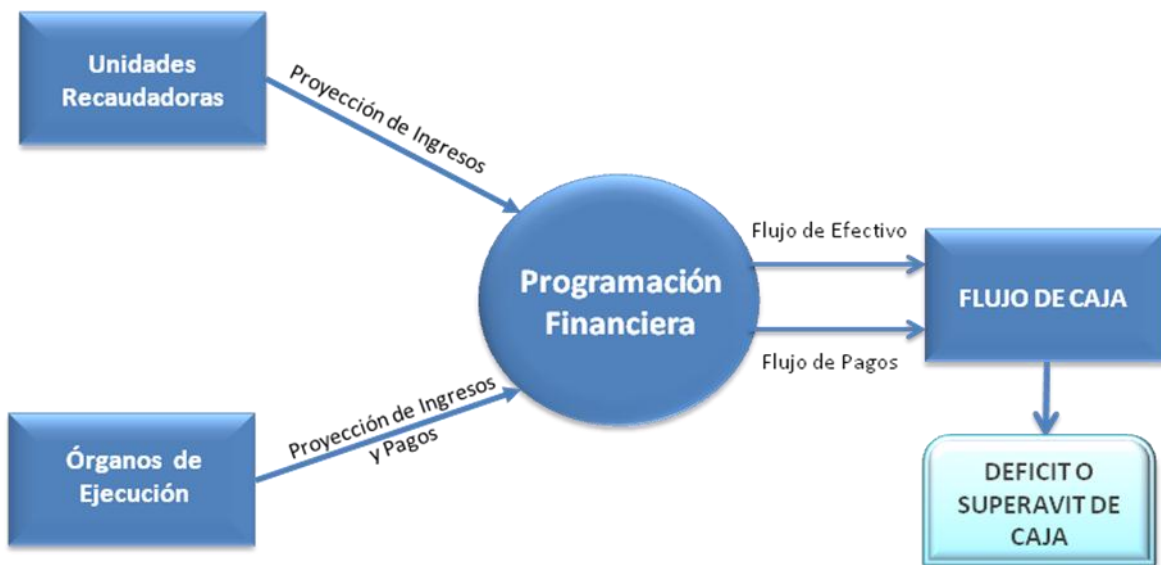 Unidades
Recaudadoras
Proyección de Ingresos
Programación
Financiera
Flujo de Efectivo
FLUJO DE CAJA
Flujo de Pagos
Proyección de Ingresos
y Pagos
Órganos de
Ejecución
DEFICIT O
SUPERAVIT DE
CAJA